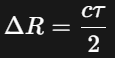 ΔR = cτ/2